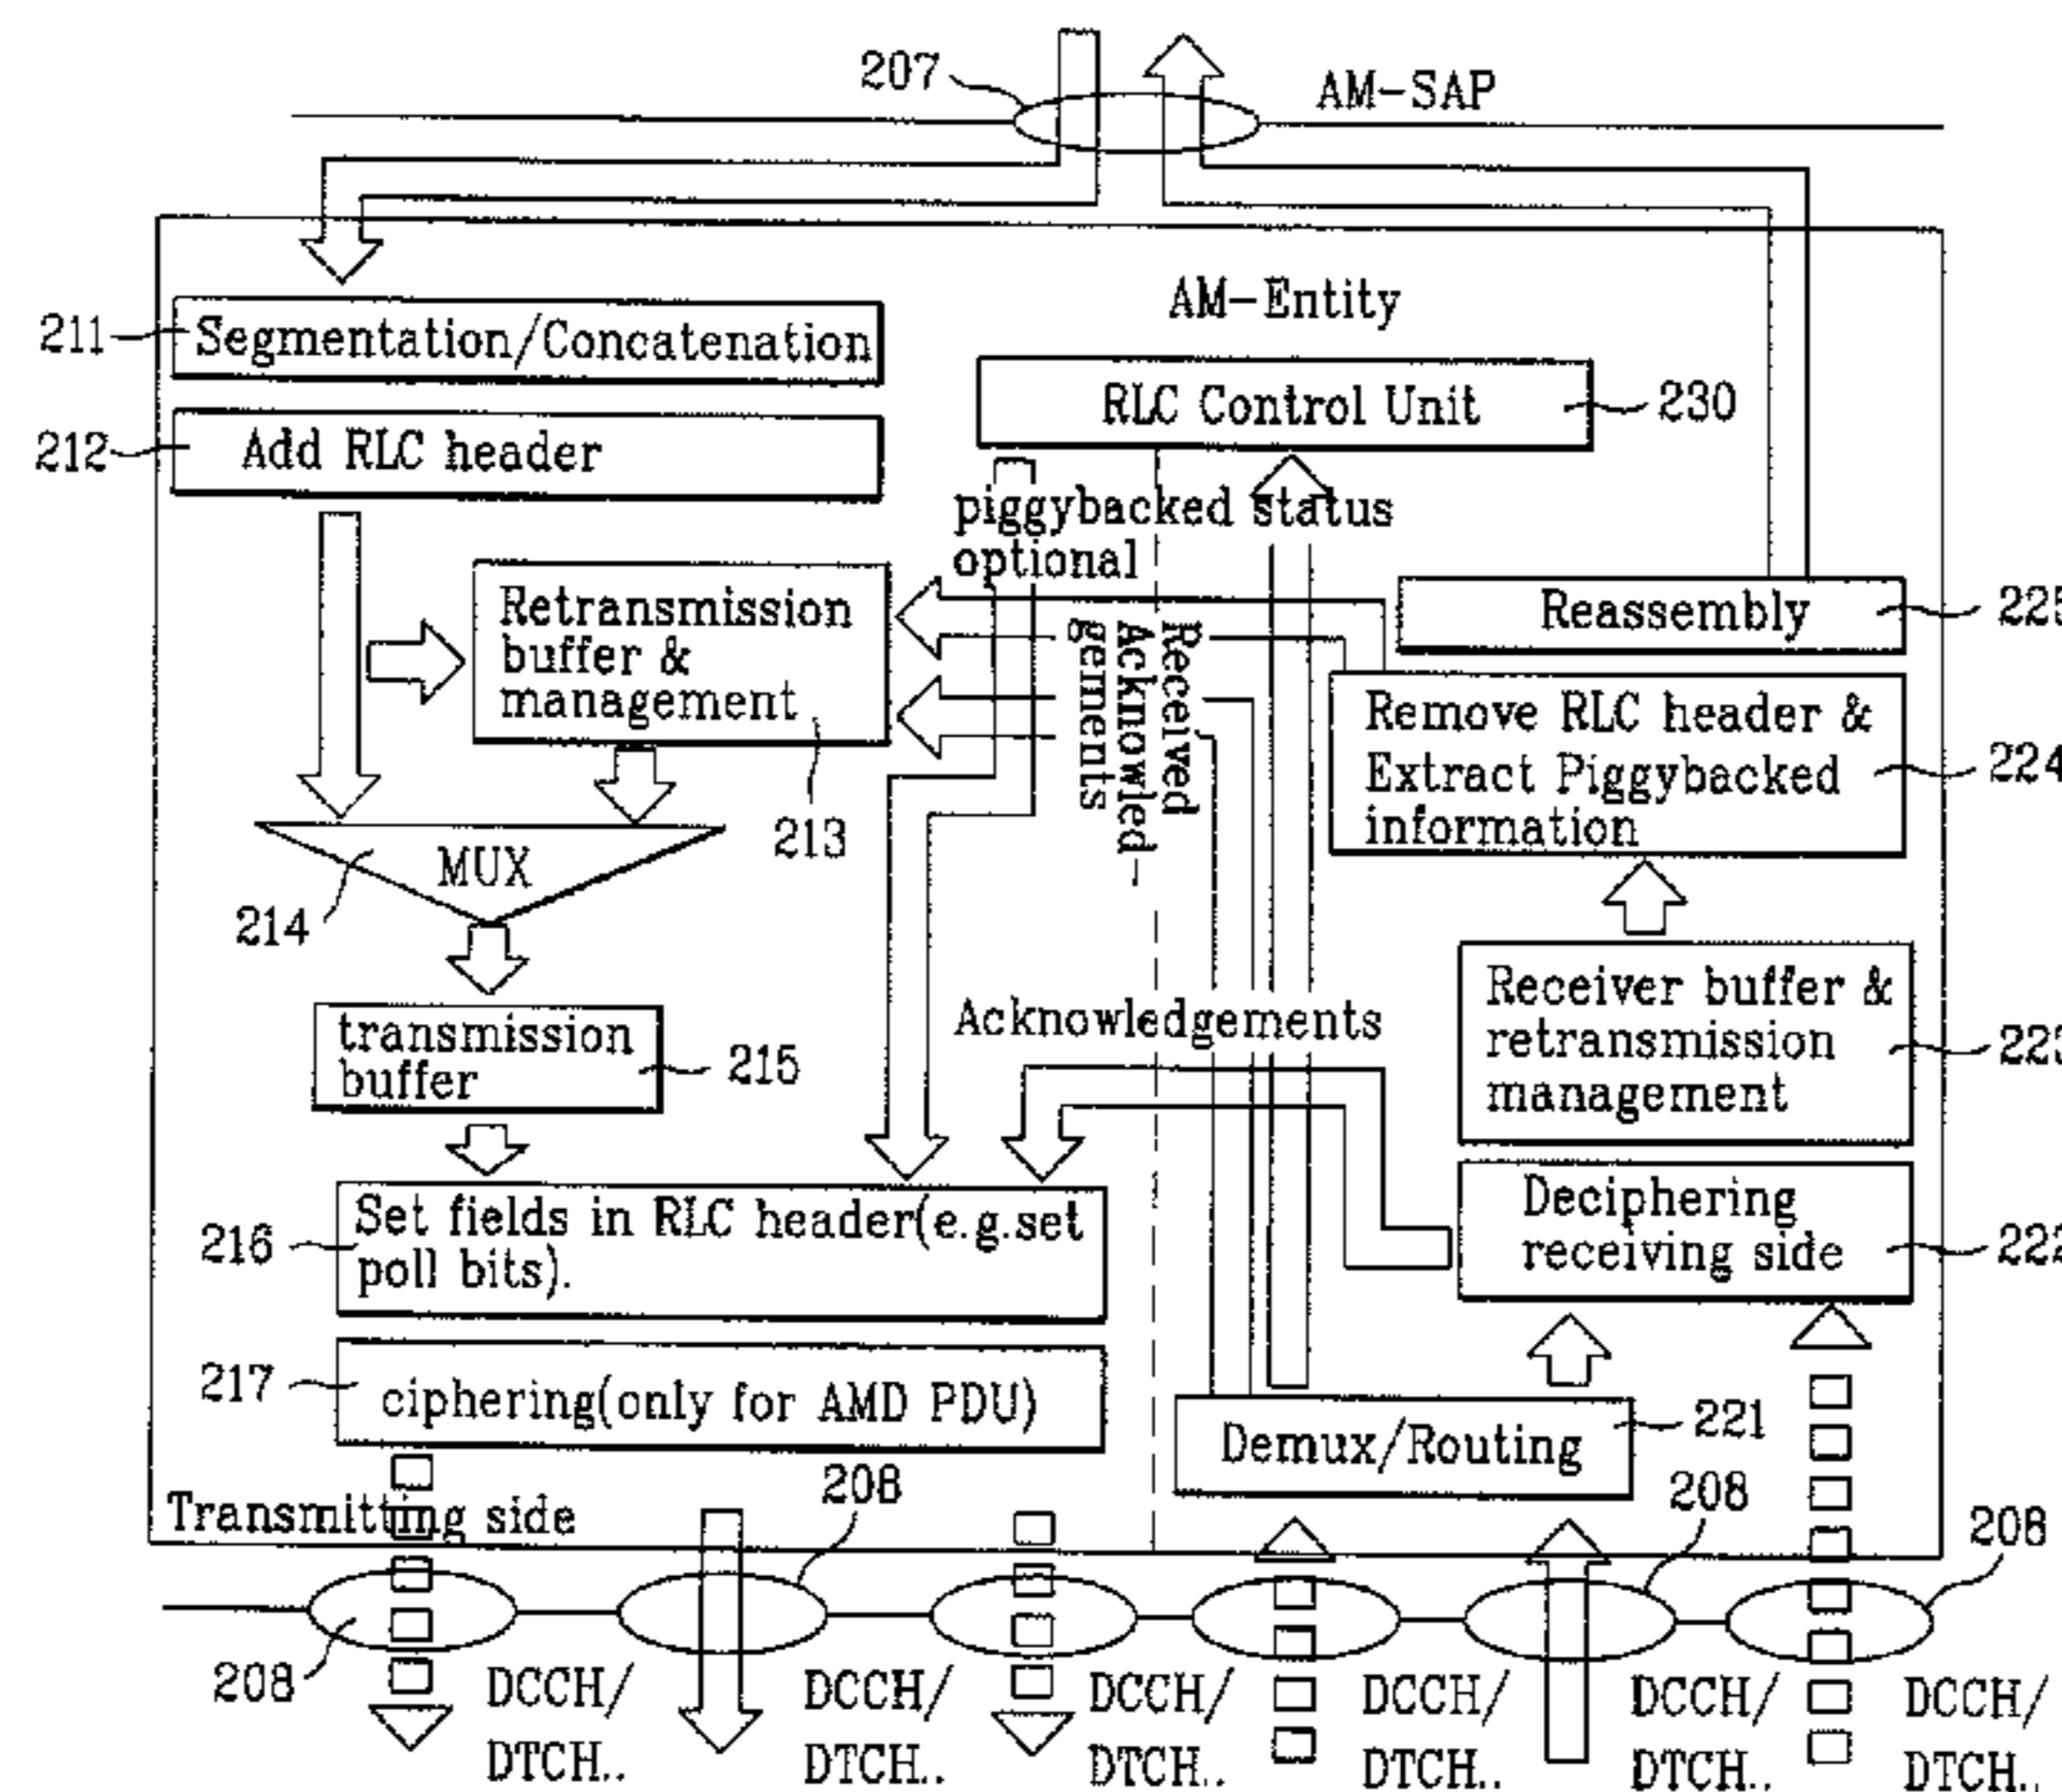 207
AM-SAP
AM-Entity
211
Segmentation/Concatenation
RLC Control Unit
230
212
Add RLC header
piggybacked status
optional
Retransmission
buffer &
management
213
Received
Acknowled-
gements
Reassembly
225
Remove RLC header &
Extract Piggybacked
information
224
MUX
214
Receiver buffer &
retransmission
management
223
Acknowledgements
transmission
buffer
215
Deciphering
receiving side
222
216
Set fields in RLC header(e.g.set
poll bits).
217
ciphering(only for AMD PDU)
Demux/Routing
221
Transmitting side
208
208
208
208
DCCH/
DTCH..
DCCH/
DTCH..
DCCH/
DTCH..
DCCH/
DTCH..
DCCH/
DTCH..
DCCH/
DTCH..